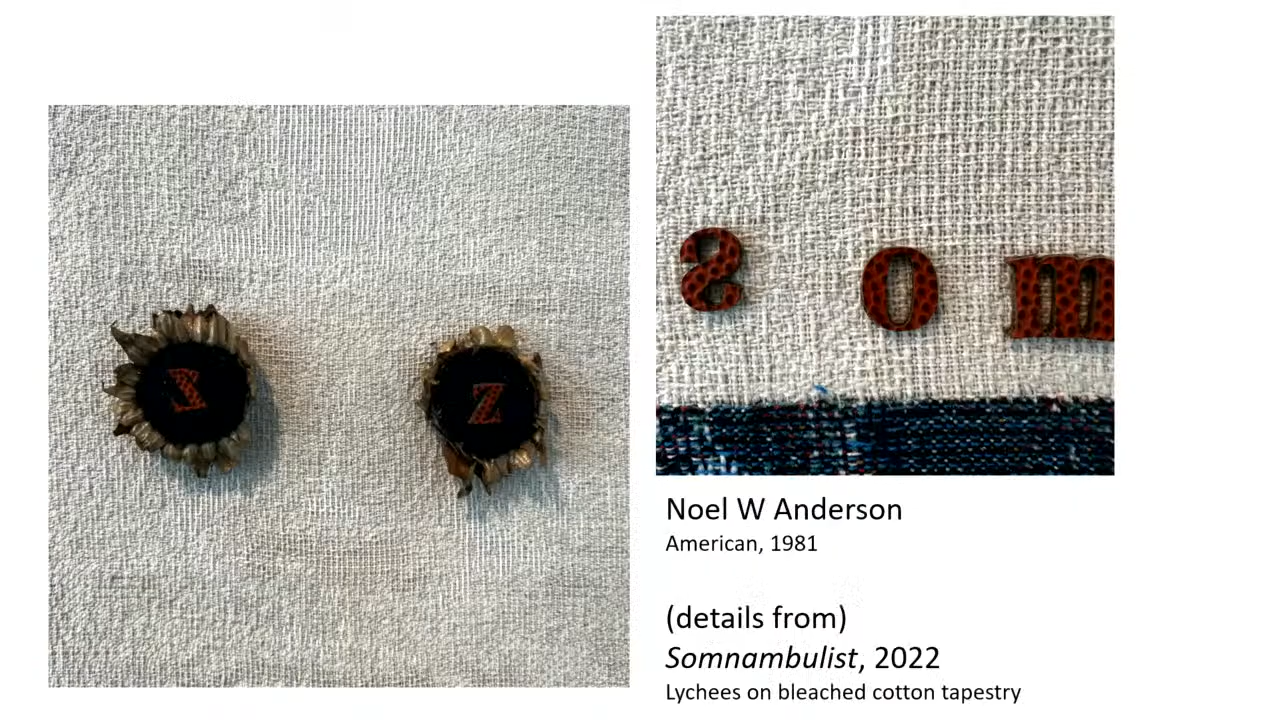 Z Z
s o m
Noel W Anderson
American, 1981
(details from)
Somnambulist, 2022
Lychees on bleached cotton tapestry